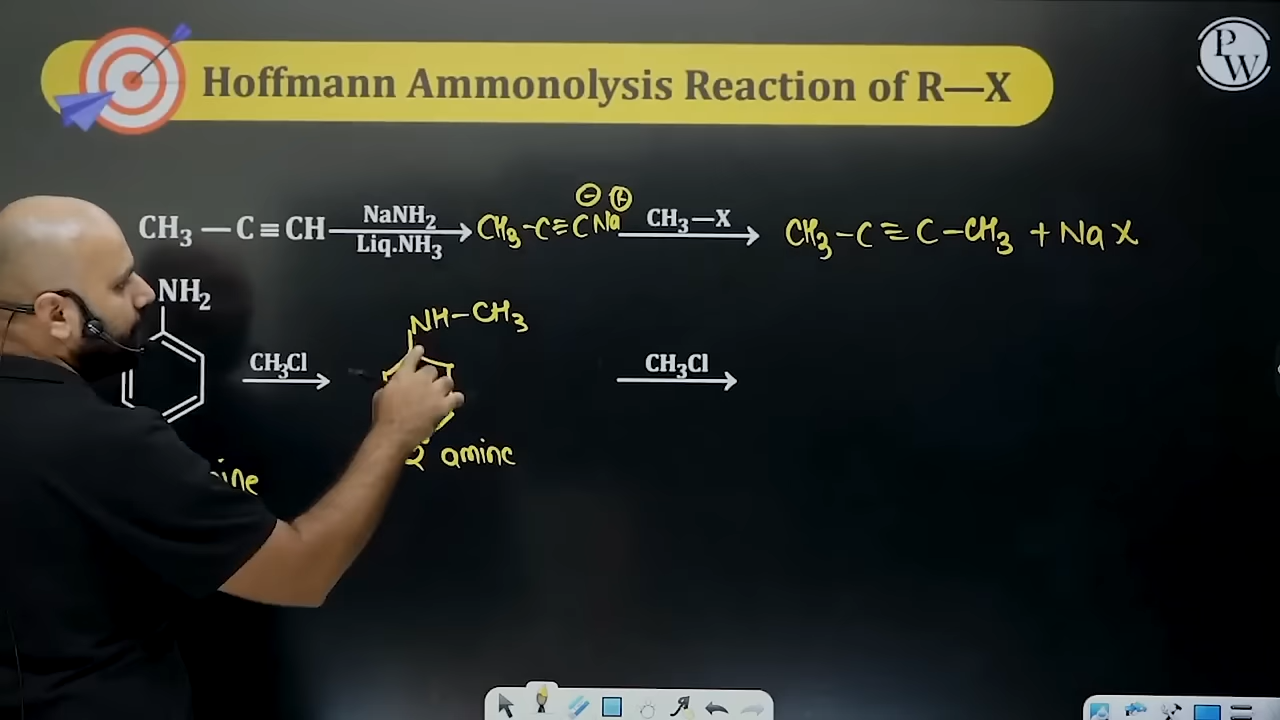 Hoffmann Ammonolysis Reaction of R—X
PW
CH₃ — C ≡ CH NaNH₂ Liq.NH₃ CH₃-C≡C Na ⊖ ⊕ CH₃—X CH₃-C≡C-CH₃ + NaX
NH₂
NH-CH₃
CH₃Cl
CH₃Cl
2 amine
ine